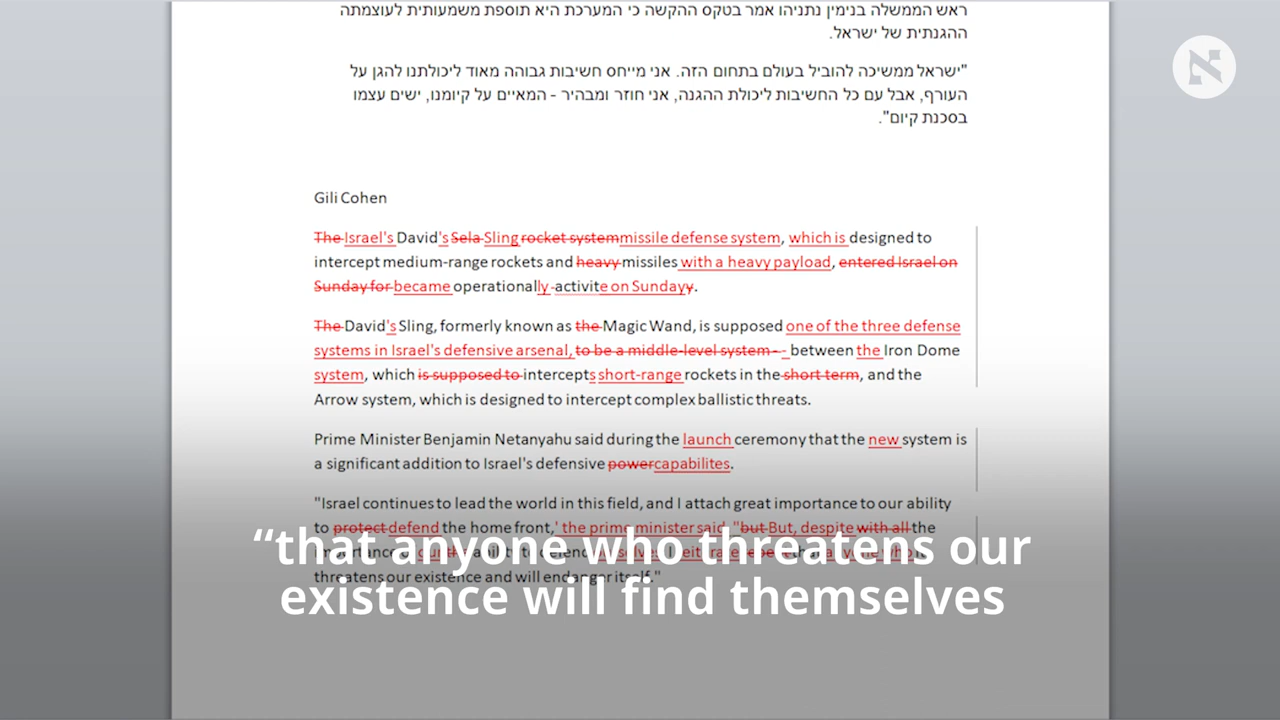 ראש הממשלה בנימין נתניהו אמר בטקס ההקשה כי המערכת היא תוספת משמעותית לעוצמתה
ההגנתית של ישראל.
"ישראל ממשיכה להוביל בעולם בתחום הזה. אני מייחס חשיבות גבוהה מאוד ליכולתנו להגן על
העורף, אבל עם כל החשיבות ליכולת ההגנה, אני חוזר ומבהיר - המאיים על קיומנו, ישים עצמו
בסכנת קיום".
א
Gili Cohen
The Israel's David's Sela Sling rocket systemmissile defense system, which is designed to
intercept medium-range rockets and heavy missiles with a heavy payload, entered Israel on
Sunday for became operationally -activite on Sundayy.
The David's Sling, formerly known as the Magic Wand, is supposed one of the three defense
systems in Israel's defensive arsenal, to be a middle-level system - - between the Iron Dome
system, which is supposed to intercepts short-range rockets in the short term, and the
Arrow system, which is designed to intercept complex ballistic threats.
Prime Minister Benjamin Netanyahu said during the launch ceremony that the new system is
a significant addition to Israel's defensive powercapabilites.
"Israel continues to lead the world in this field, and I attach great importance to our ability
to protect defend the home front,' the prime minister said. "but But, despite with all the
threatens our existence and will endanger itself."
“that anyone who threatens our
existence will find themselves